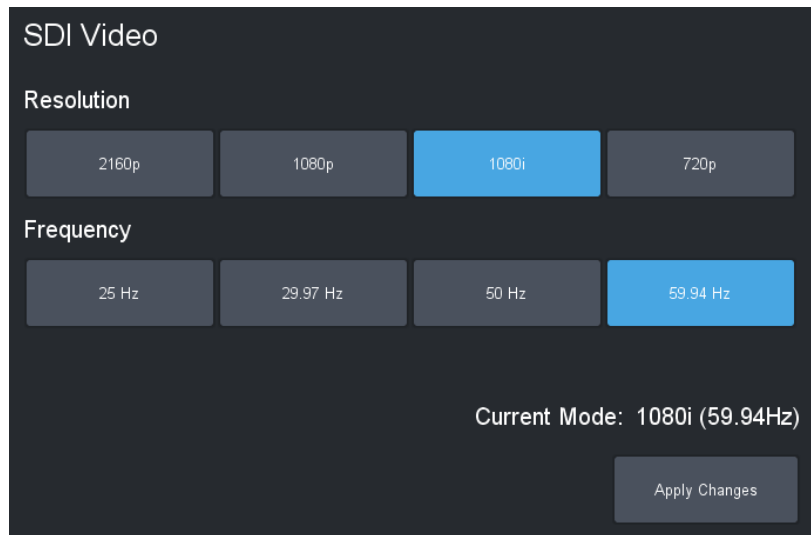 SDI Video
Resolution
2160p 1080p 1080i 720p
Frequency
25 Hz 29.97 Hz 50 Hz 59.94 Hz
Current Mode: 1080i (59.94Hz)
Apply Changes